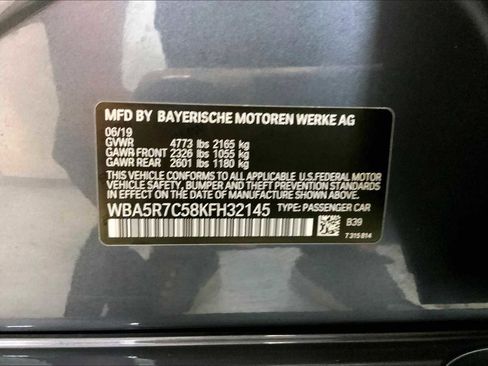 MFD BY BAYERISCHE MOTOREN WERKE AG
06/19
GVWR 4773 lbs 2165 kg
GAWR FRONT 2326 lbs 1055 kg
GAWR REAR 2601 lbs 1180 kg
THIS VEHICLE CONFORMS TO ALL APPLICABLE U.S.FEDERAL MOTOR
VEHICLE SAFETY, BUMPER, AND THEFT PREVENTION
STANDARDS IN EFFECT ON THE DATE OF MANUFACTURE
SHOWN ABOVE.
WBA5R7C58KFH32145 TYPE: PASSENGER CAR
B39
7 315 814